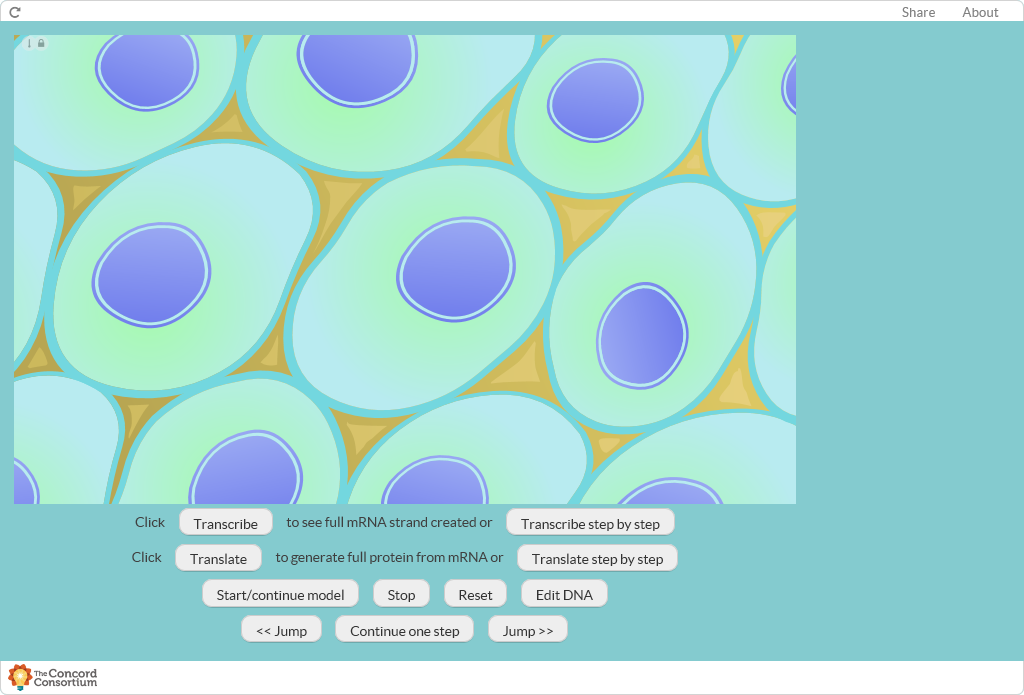 Share About
Click Transcribe to see full mRNA strand created or Transcribe step by step
Click Translate to generate full protein from mRNA or Translate step by step
Start/continue model Stop Reset Edit DNA
<< Jump Continue one step Jump >>
The Concord
Consortium